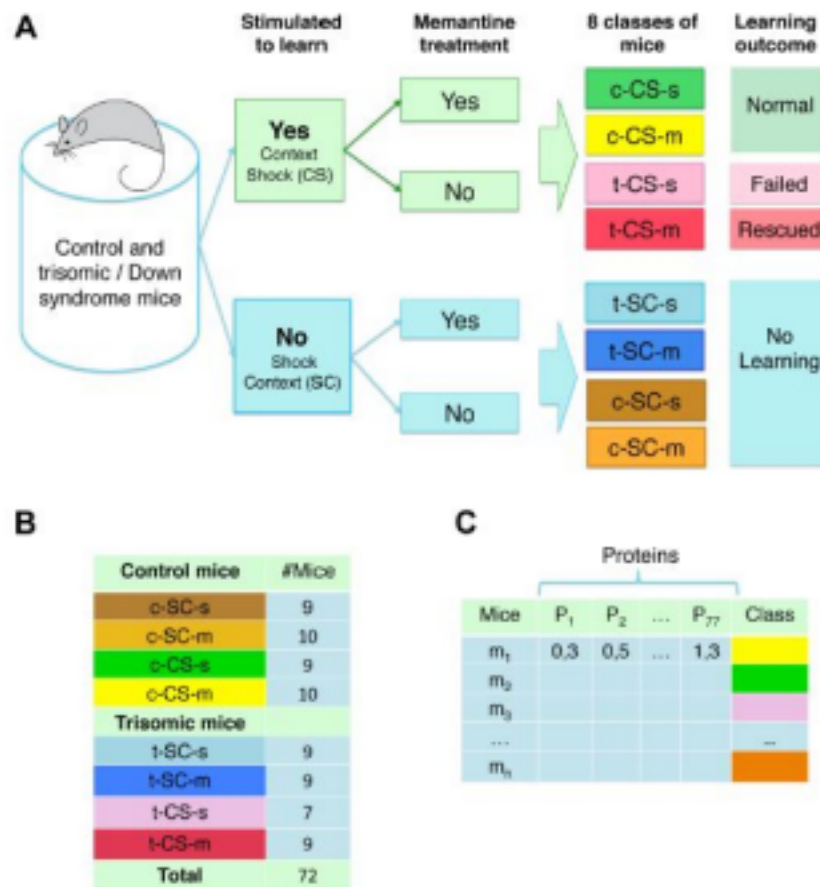 A
Stimulated
to learn
Memantine
treatment
8 classes of
mice
Learning
outcome
Control and
trisomic / Down
syndrome mice
Yes
Context
Shock (CS)
No
Shock
Context (SC)
Yes
No
Yes
No
c-CS-s
c-CS-m
t-CS-s
t-CS-m
t-SC-s
t-SC-m
c-SC-s
c-SC-m
Normal
Failed
Rescued
No
Learning
B
Control mice #Mice
c-SC-s 9
c-SC-m 10
c-CS-s 9
c-CS-m 10
Trisomic mice
t-SC-s 9
t-SC-m 9
t-CS-s 7
t-CS-m 9
Total 72
C
Proteins
Mice P1 P2 ... P77 Class
m1 0,3 0,5 ... 1,3
m2
m3
... ...
mn